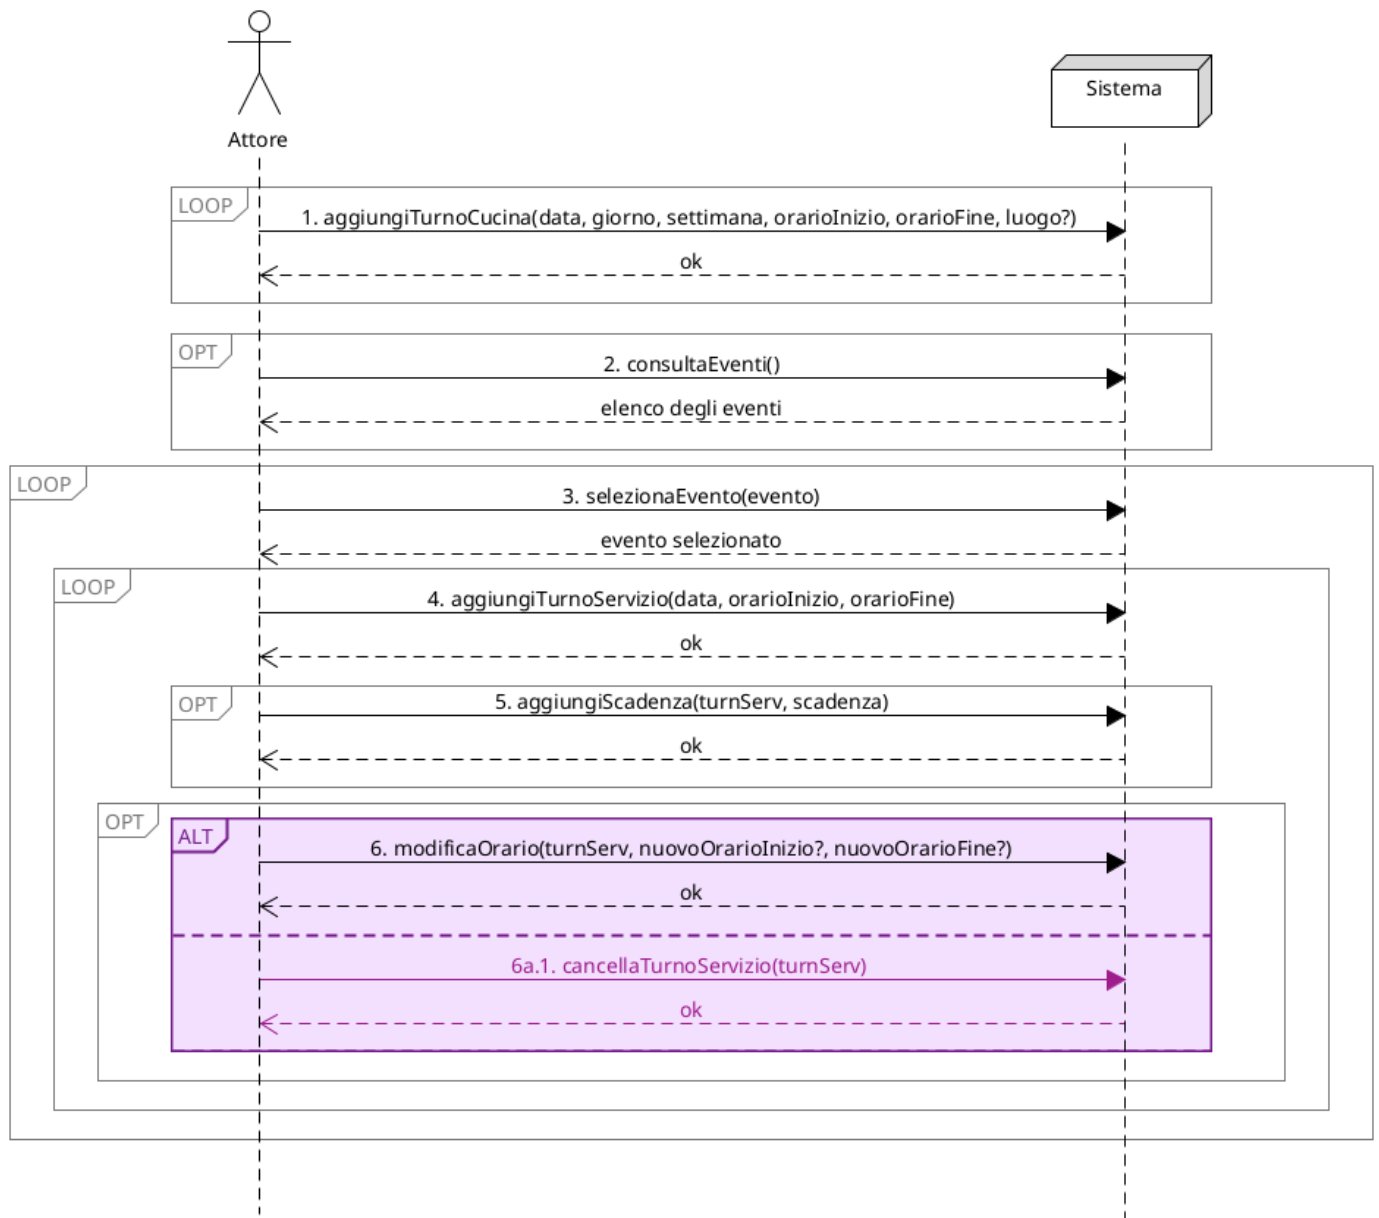 Attore
Sistema
LOOP
1. aggiungiTurnoCucina(data, giorno, settimana, orarioInizio, orarioFine, luogo?)
ok
OPT
2. consultaEventi()
elenco degli eventi
LOOP
3. selezionaEvento(evento)
evento selezionato
LOOP
4. aggiungiTurnoServizio(data, orarioInizio, orarioFine)
ok
OPT
5. aggiungiScadenza(turnServ, scadenza)
ok
OPT
ALT
6. modificaOrario(turnServ, nuovoOrarioInizio?, nuovoOrarioFine?)
ok
6a.1. cancellaTurnoServizio(turnServ)
ok